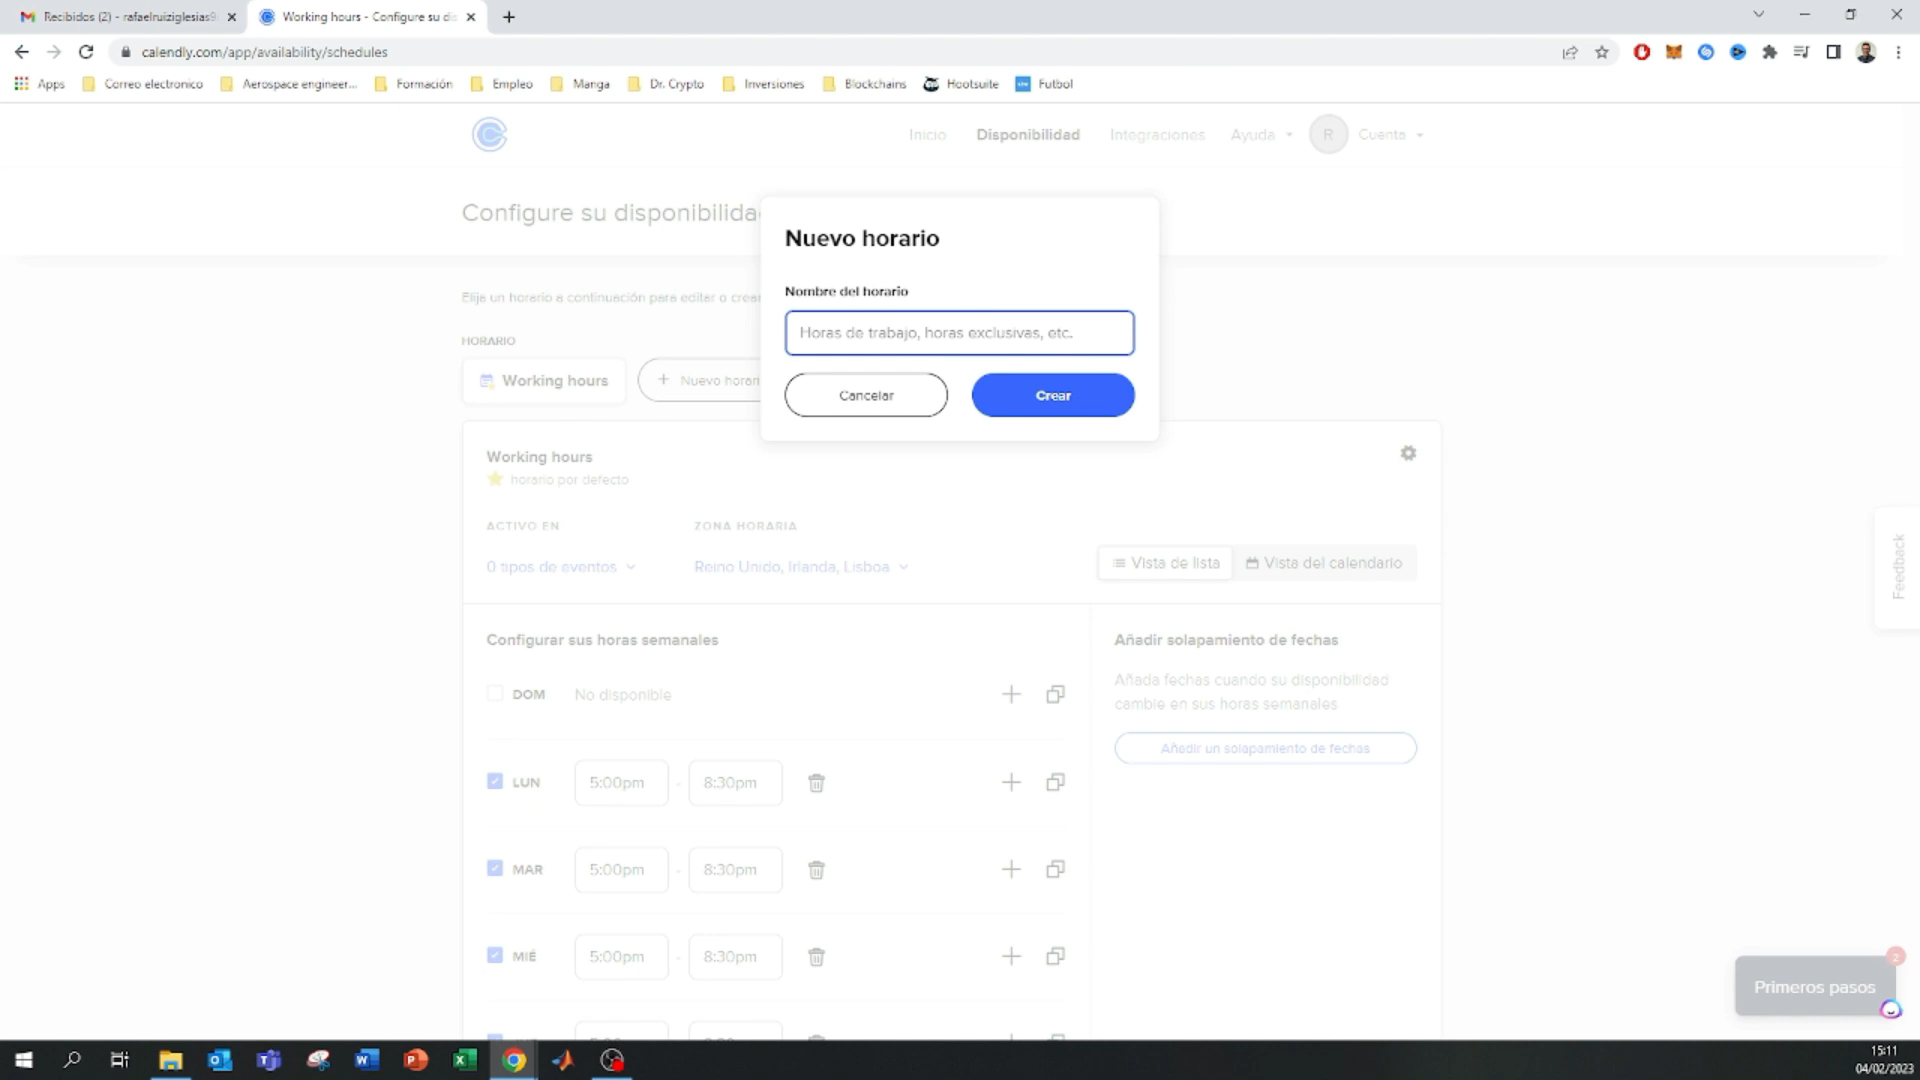 Recibidos (2) - rafaelruiziglesias9
Working hours - Configure su dis
calendly.com/app/availability/schedules
Apps
Correo electronico
Aerospace engineer...
Formación
Empleo
Manga
Dr. Crypto
Inversiones
Blockchains
Hootsuite
Futbol
Inicio
Disponibilidad
Integraciones
Ayuda
R
Cuenta
Configure su disponibilida
Nuevo horario
Nombre del horario
Horas de trabajo, horas exclusivas, etc.
Cancelar
Crear
Elija un horario a continuación para editar o crear
HORARIO
Working hours
+ Nuevo horari
Working hours
horario por defecto
ACTIVO EN
ZONA HORARIA
0 tipos de eventos
Reino Unido, Irlanda, Lisboa
Vista de lista
Vista del calendario
Feedback
Configurar sus horas semanales
Añadir solapamiento de fechas
Añada fechas cuando su disponibilidad
cambie en sus horas semanales
Añadir un solapamiento de fechas
DOM
No disponible
LUN
5:00pm - 8:30pm
MAR
5:00pm - 8:30pm
MIÉ
5:00pm - 8:30pm
2
Primeros pasos
15:11
04/02/2023